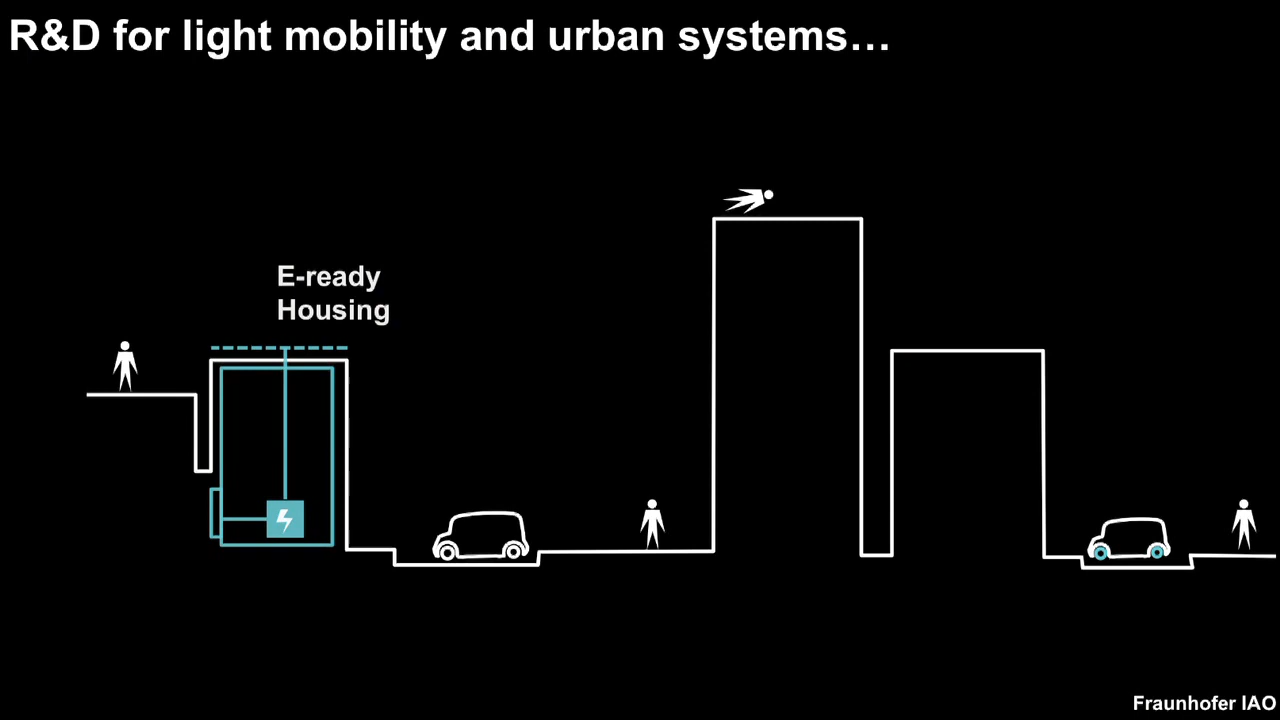 R&D for light mobility and urban systems…
E-ready
Housing
Fraunhofer IAO